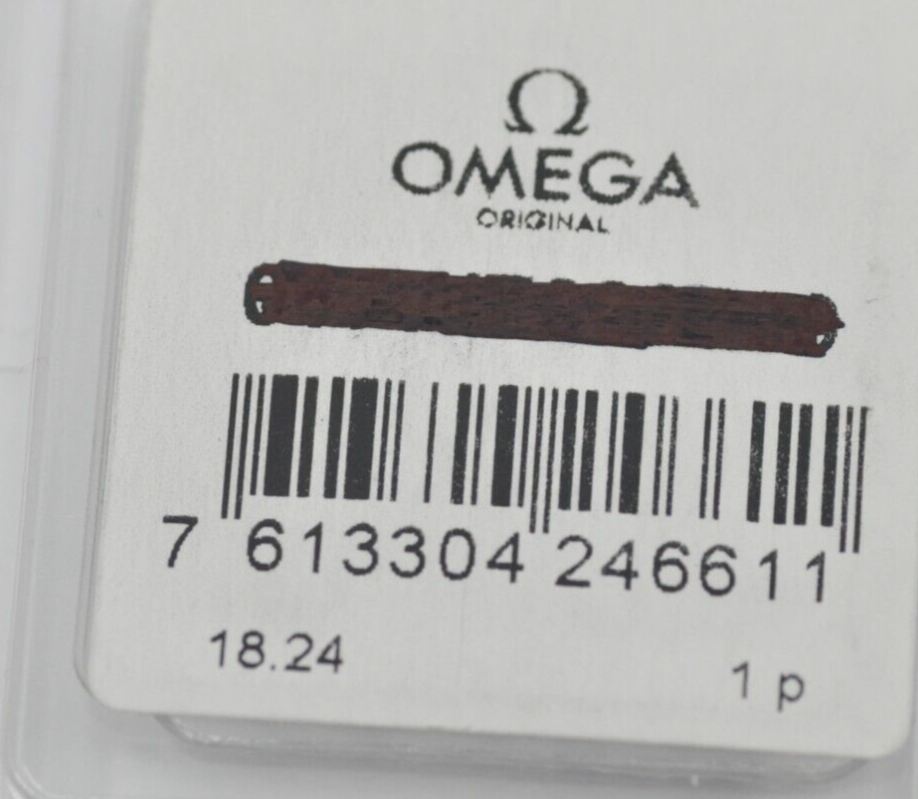 Ω
OMEGA
ORIGINAL
7 613304 246611
18.24 1 p